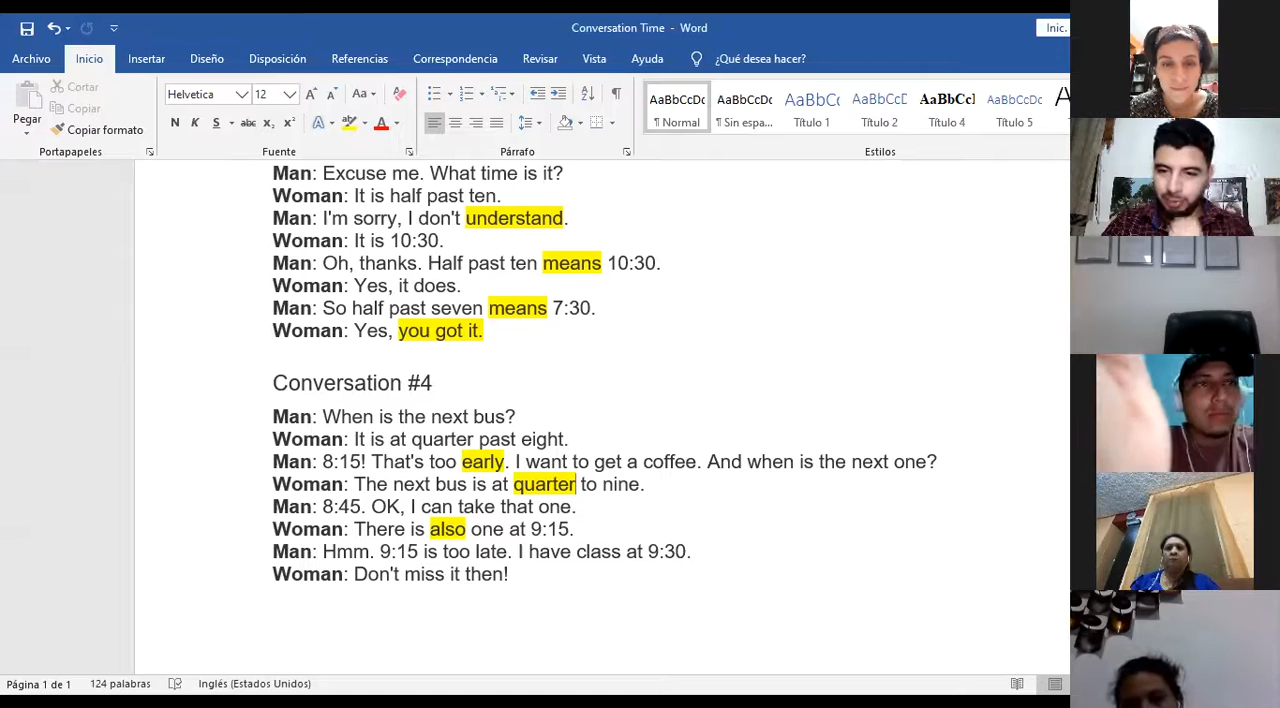 Conversation Time - Word
Inic.
Archivo Inicio Insertar Diseño Disposición Referencias Correspondencia Revisar Vista Ayuda ¿Qué desea hacer?
Pegar
Cortar
Copiar
Copiar formato
Portapapeles
Helvetica 12
Aa
N K S abc x₂ x²
Fuente
Párrafo
AaBbCcDc AaBbCcDc AaBbC AaBbCcD AaBbCcI AaBbCcDc
¶ Normal ¶ Sin espa... Título 1 Título 2 Título 4 Título 5
Estilos
Man: Excuse me. What time is it?
Woman: It is half past ten.
Man: I'm sorry, I don't understand.
Woman: It is 10:30.
Man: Oh, thanks. Half past ten means 10:30.
Woman: Yes, it does.
Man: So half past seven means 7:30.
Woman: Yes, you got it.
Conversation #4
Man: When is the next bus?
Woman: It is at quarter past eight.
Man: 8:15! That's too early. I want to get a coffee. And when is the next one?
Woman: The next bus is at quarter to nine.
Man: 8:45. OK, I can take that one.
Woman: There is also one at 9:15.
Man: Hmm. 9:15 is too late. I have class at 9:30.
Woman: Don't miss it then!
Página 1 de 1 124 palabras Inglés (Estados Unidos)